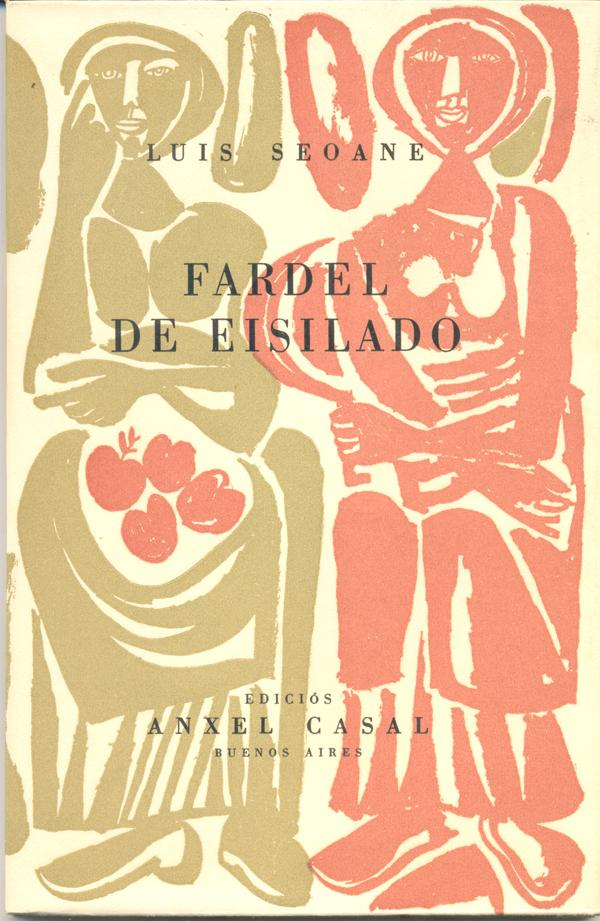 LUIS SEOANE
FARDEL
DE EISILADO
EDICIÓS
ANXEL CASAL
BUENOS AIRES